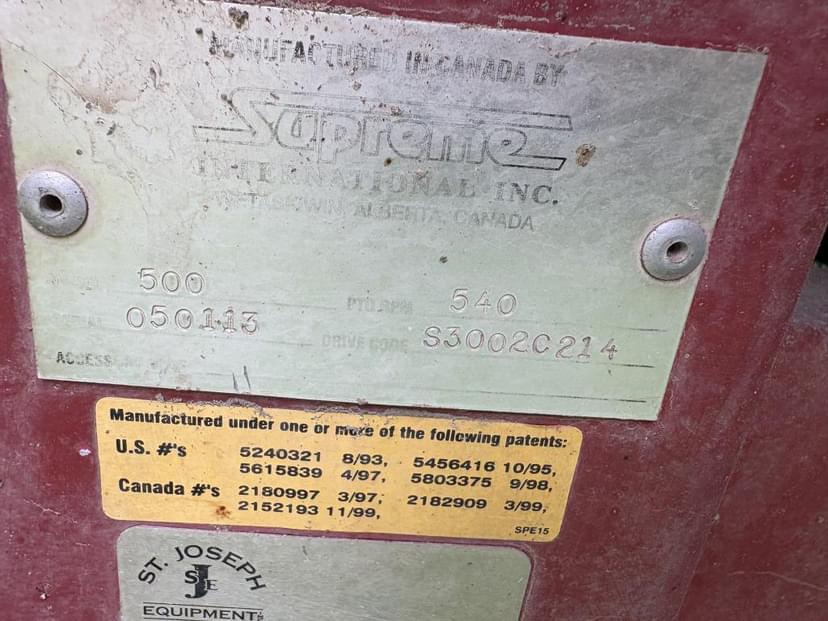 MANUFACTURED IN CANADA BY
Supreme
INTERNATIONAL INC.
WETASKIWIN, ALBERTA, CANADA
MODEL 500 PTO RPM 540
SERIAL 050113 DRIVE CODE S3002C214
Manufactured under one or more of the following patents:
U.S. #'s 5240321 8/93, 5456416 10/95,
5615839 4/97, 5803375 9/98,
Canada #'s 2180997 3/97, 2182909 3/99,
2152193 11/99,
SPE15
ST. JOSEPH
SJE
EQUIPMENT